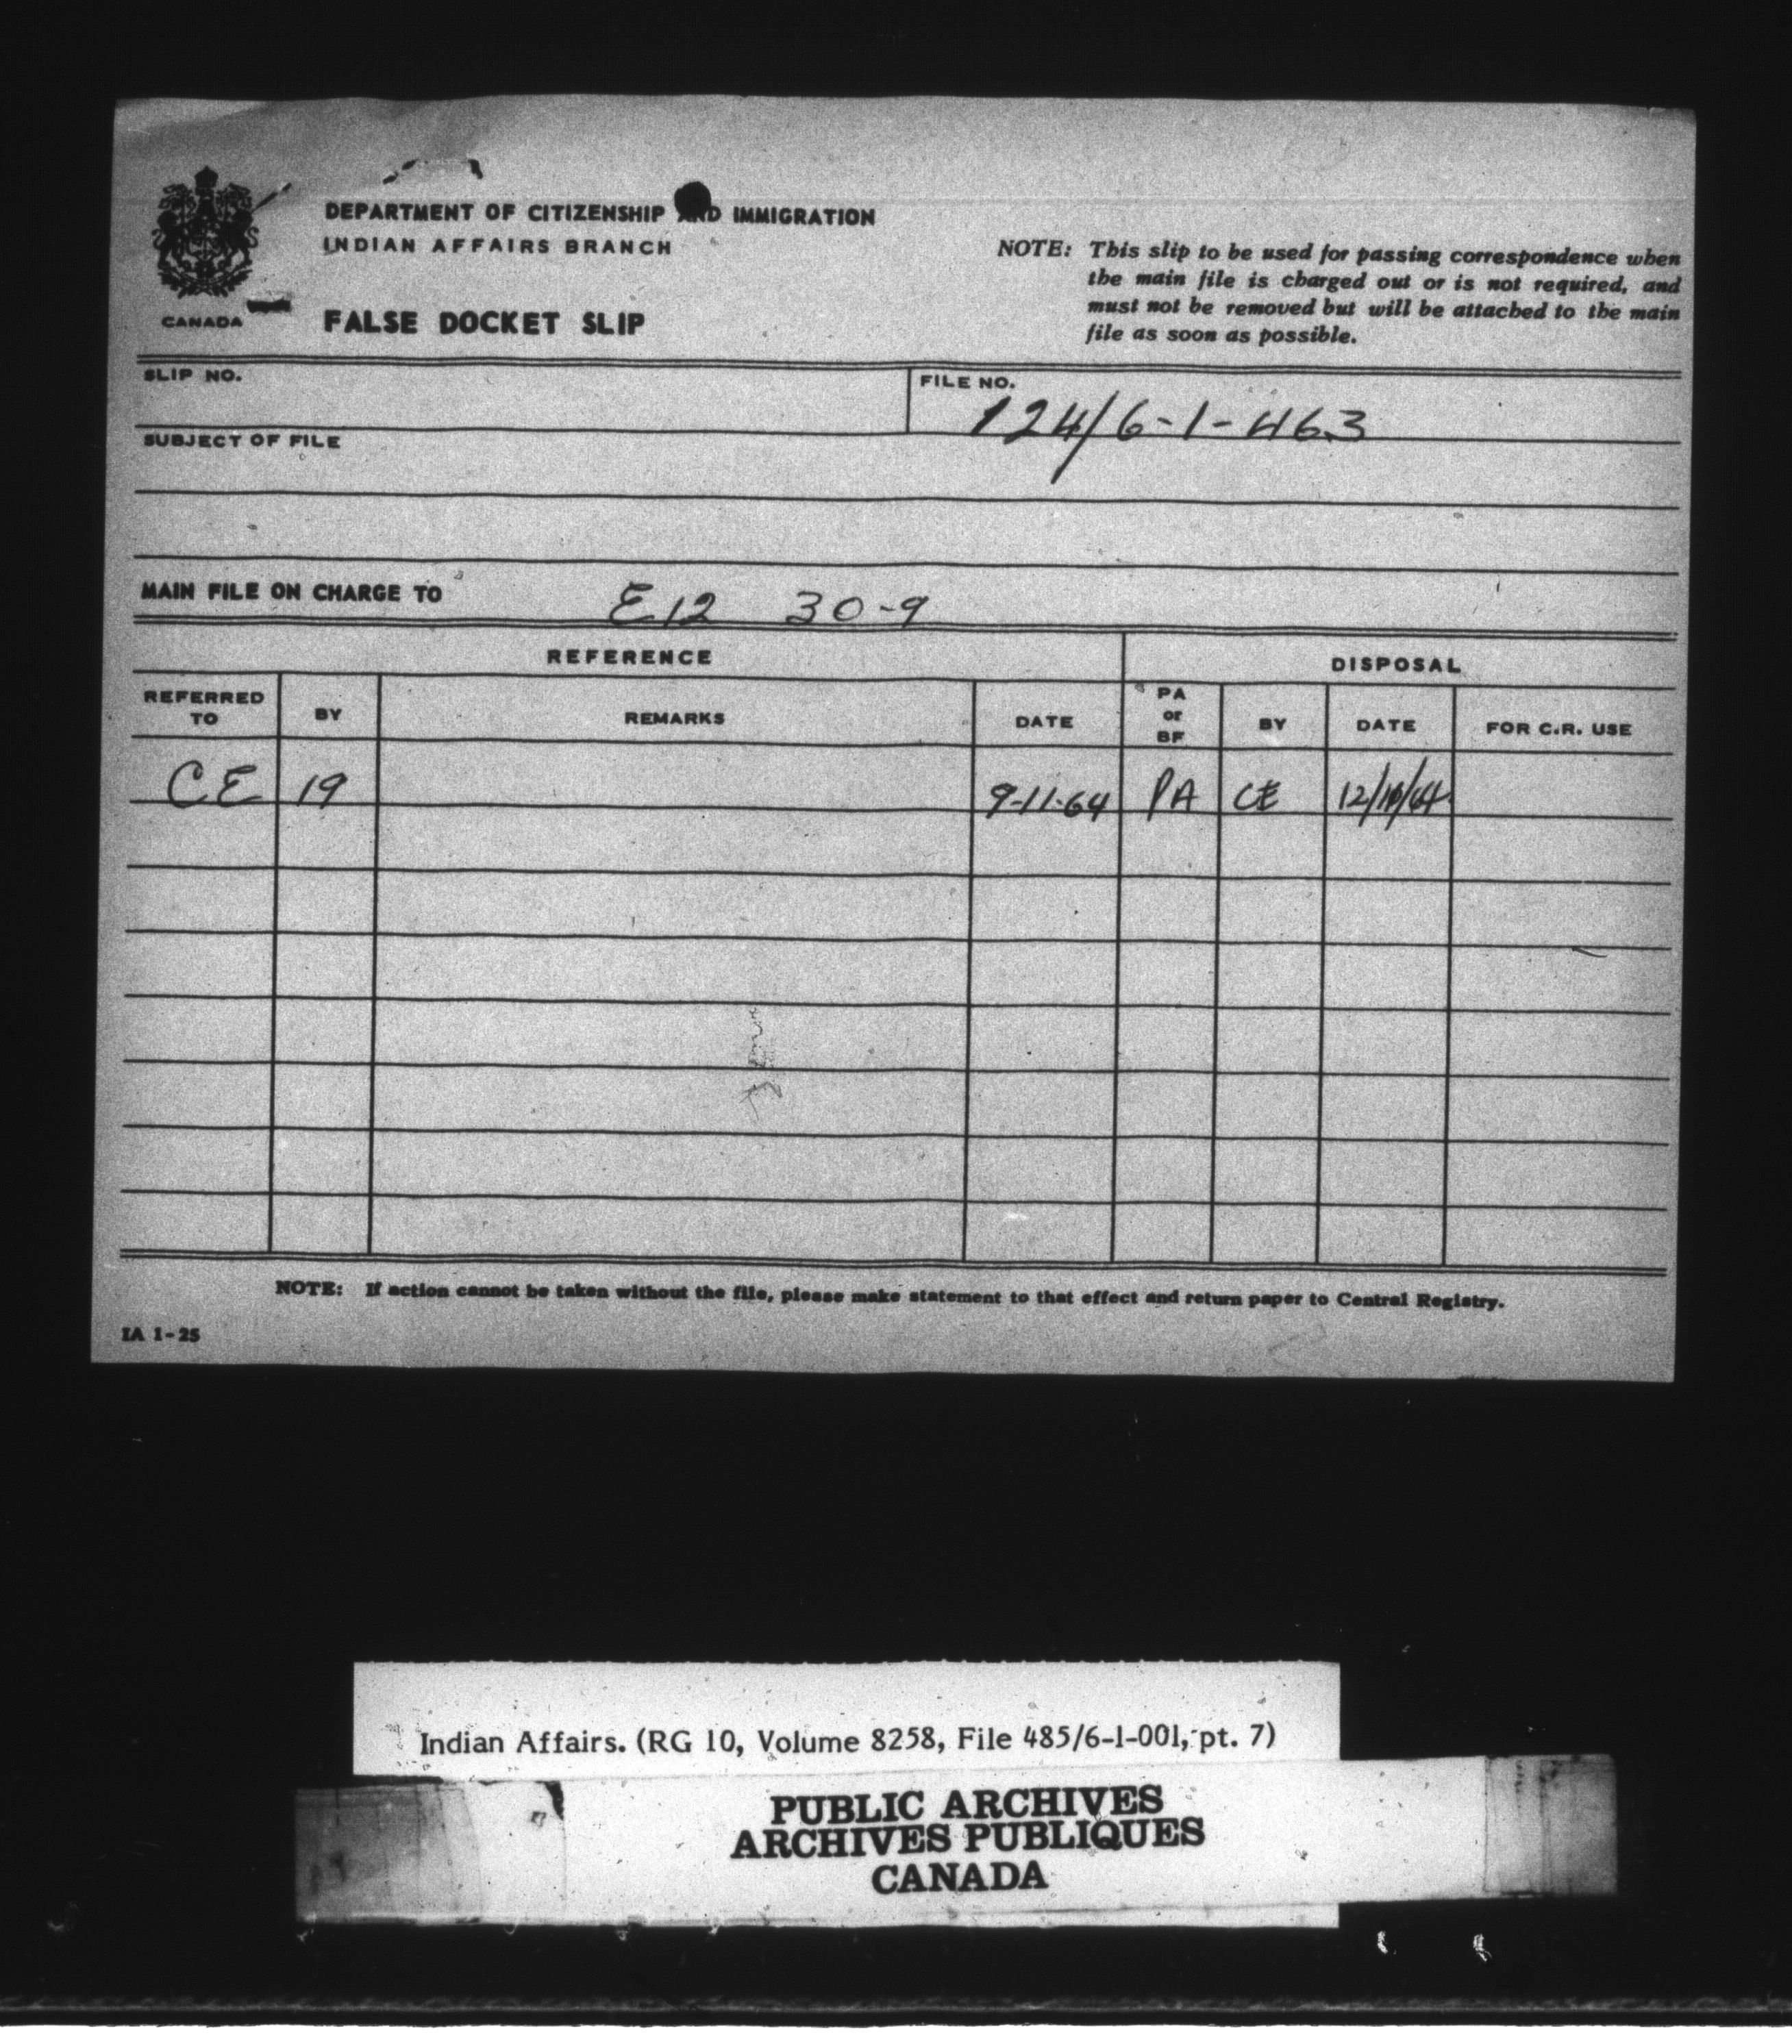 DEPARTMENT OF CITIZENSHIP AND IMMIGRATION
INDIAN AFFAIRS BRANCH
CANADA
FALSE DOCKET SLIP
NOTE: This slip to be used for passing correspondence when
the main file is charged out or is not required, and
must not be removed but will be attached to the main
file as soon as possible.
SLIP NO.
FILE NO.
124/6-1-463
SUBJECT OF FILE
MAIN FILE ON CHARGE TO E12 30-9
REFERENCE DISPOSAL
REFERRED TO BY REMARKS DATE PA or BF BY DATE FOR C.R. USE
CE 19 9-11-64 PA CE
NOTE: If action cannot be taken without the file, please make statement to that effect and return paper to Central Registry.
IA 1-25
Indian Affairs. (RG 10, Volume 8258, File 485/6-1-001, pt. 7)
PUBLIC ARCHIVES
ARCHIVES PUBLIQUES
CANADA